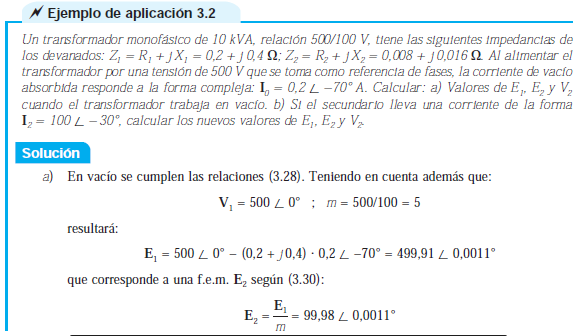 Ejemplo de aplicación 3.2
Un transformador monofásico de 10 kVA, relación 500/100 V, tiene las siguientes impedancias de
los devanados: Z₁ = R₁ + jX₁ = 0,2 + j 0,4 Ω; Z₂ = R₂ + jX₂ = 0,008 + j 0,016 Ω. Al alimentar el
transformador por una tensión de 500 V que se toma como referencia de fases, la corriente de vacío
absorbida responde a la forma compleja: I₀ = 0,2 ∠ –70° A. Calcular: a) Valores de E₁, E₂ y V₂
cuando el transformador trabaja en vacío. b) Si el secundario lleva una corriente de la forma
I₂ = 100 ∠ – 30°, calcular los nuevos valores de E₁, E₂ y V₂.
Solución
a) En vacío se cumplen las relaciones (3.28). Teniendo en cuenta además que:
V₁ = 500 ∠ 0° ; m = 500/100 = 5
resultará:
E₁ = 500 ∠ 0° – (0,2 + j0,4) · 0,2 ∠ –70° = 499,91 ∠ 0,0011°
que corresponde a una f.e.m. E₂ según (3.30):
E₂ = E₁/m = 99,98 ∠ 0,0011°